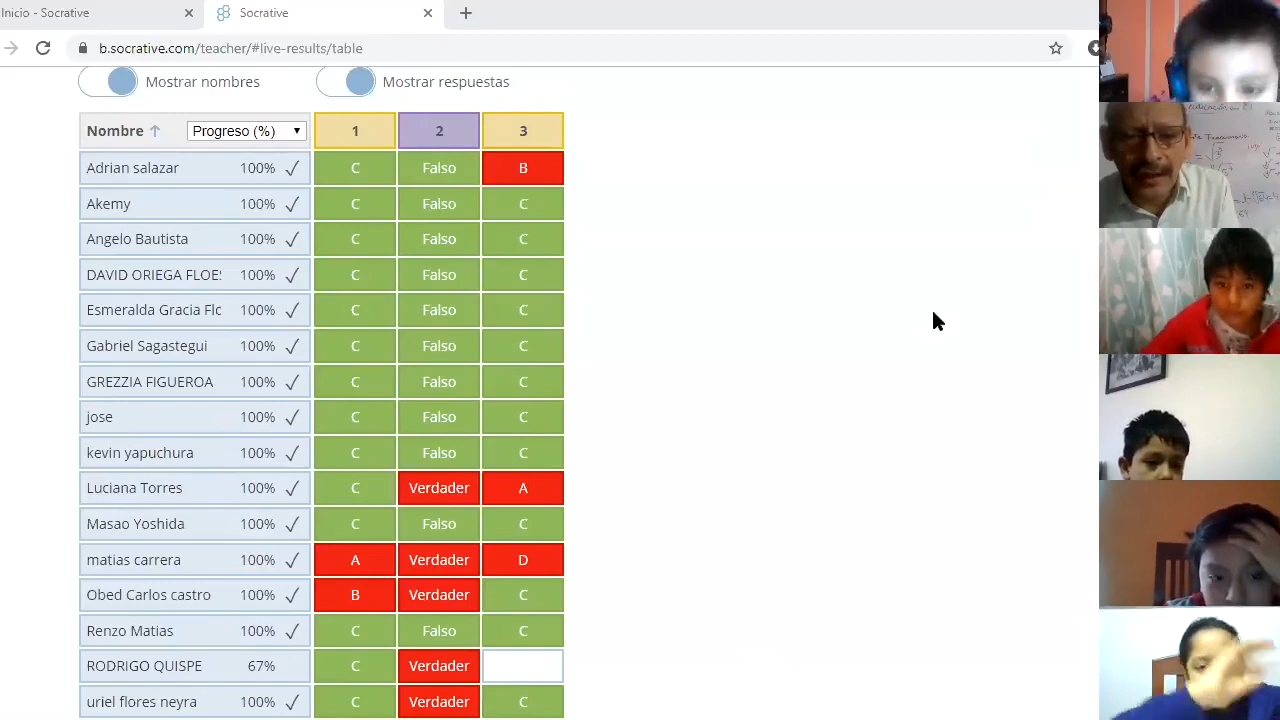 Inicio - Socrative
Socrative
b.socrative.com/teacher/#live-results/table
Mostrar nombres Mostrar respuestas
Nombre Progreso (%) 1 2 3
Adrian salazar 100% C Falso B
Akemy 100% C Falso C
Angelo Bautista 100% C Falso C
DAVID ORIEGA FLOES 100% C Falso C
Esmeralda Gracia Flo 100% C Falso C
Gabriel Sagastegui 100% C Falso C
GREZZIA FIGUEROA 100% C Falso C
jose 100% C Falso C
kevin yapuchura 100% C Falso C
Luciana Torres 100% C Verdader A
Masao Yoshida 100% C Falso C
matias carrera 100% A Verdader D
Obed Carlos castro 100% B Verdader C
Renzo Matias 100% C Falso C
RODRIGO QUISPE 67% C Verdader
uriel flores neyra 100% C Verdader C